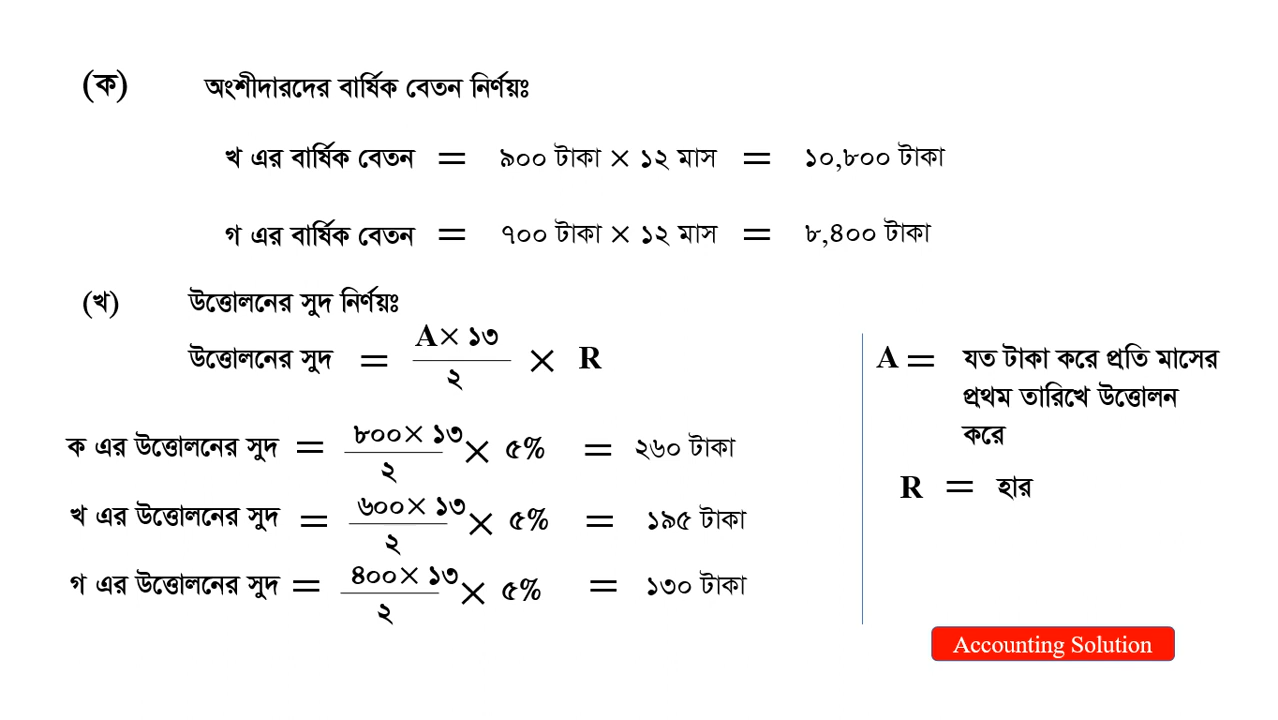 (ক) অংশীদারদের বার্ষিক বেতন নির্ণয়ঃ
খ এর বার্ষিক বেতন = ৯০০ টাকা × ১২ মাস = ১০,৮০০ টাকা
গ এর বার্ষিক বেতন = ৭০০ টাকা × ১২ মাস = ৮,৪০০ টাকা
(খ) উত্তোলনের সুদ নির্ণয়ঃ
A × ১৩
উত্তোলনের সুদ = × R
২
ক এর উত্তোলনের সুদ = ৮০০ × ১৩ × ৫% = ২৬০ টাকা
২
খ এর উত্তোলনের সুদ = ৬০০ × ১৩ × ৫% = ১৯৫ টাকা
২
গ এর উত্তোলনের সুদ = ৪০০ × ১৩ × ৫% = ১৩০ টাকা
২
A = যত টাকা করে প্রতি মাসের
প্রথম তারিখে উত্তোলন
করে
R = হার
Accounting Solution